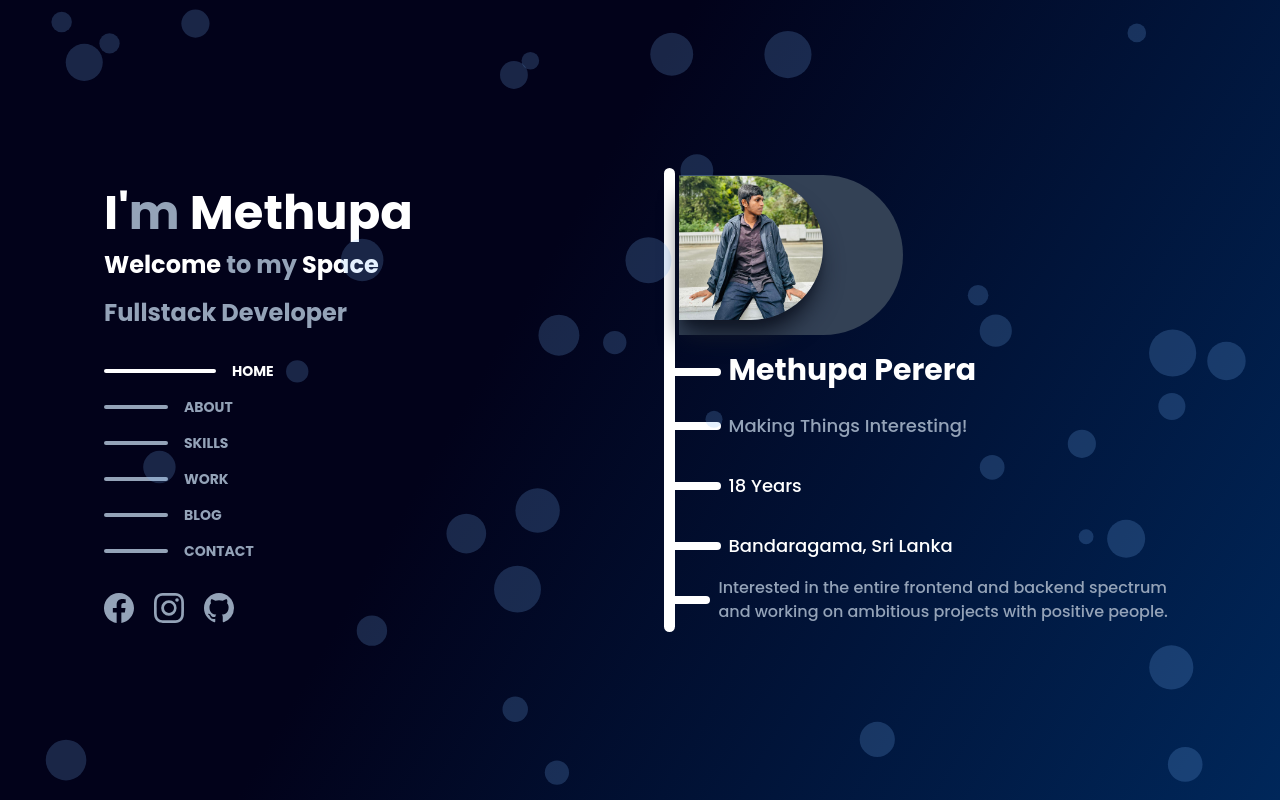 I'm Methupa
Welcome to my Space
Fullstack Developer
HOME
ABOUT
SKILLS
WORK
BLOG
CONTACT
Methupa Perera
Making Things Interesting!
18 Years
Bandaragama, Sri Lanka
Interested in the entire frontend and backend spectrum
and working on ambitious projects with positive people.